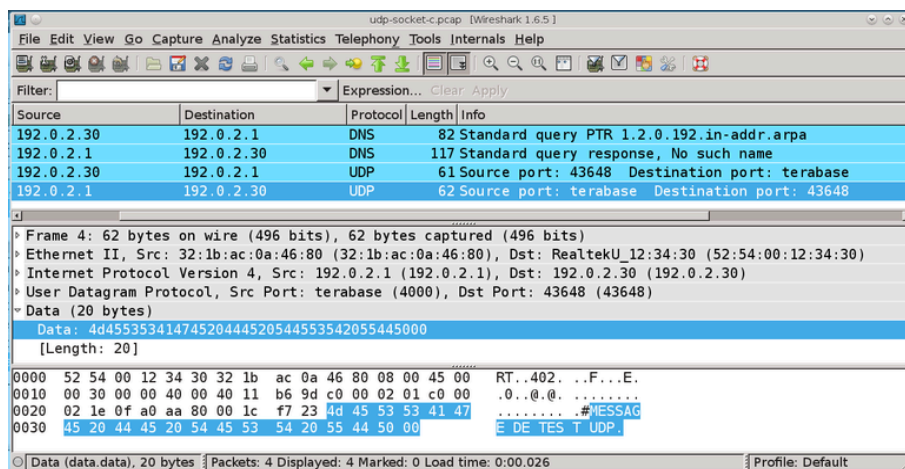 udp-socket-c.pcap [Wireshark 1.6.5 ]
File Edit View Go Capture Analyze Statistics Telephony Tools Internals Help
Filter: Expression... Clear Apply
Source Destination Protocol Length Info
192.0.2.30 192.0.2.1 DNS 82 Standard query PTR 1.2.0.192.in-addr.arpa
192.0.2.1 192.0.2.30 DNS 117 Standard query response, No such name
192.0.2.30 192.0.2.1 UDP 61 Source port: 43648 Destination port: terabase
192.0.2.1 192.0.2.30 UDP 62 Source port: terabase Destination port: 43648
Frame 4: 62 bytes on wire (496 bits), 62 bytes captured (496 bits)
Ethernet II, Src: 32:1b:ac:0a:46:80 (32:1b:ac:0a:46:80), Dst: RealtekU_12:34:30 (52:54:00:12:34:30)
Internet Protocol Version 4, Src: 192.0.2.1 (192.0.2.1), Dst: 192.0.2.30 (192.0.2.30)
User Datagram Protocol, Src Port: terabase (4000), Dst Port: 43648 (43648)
Data (20 bytes)
Data: 4d455353414745204445205445535420554450​00
[Length: 20]
0000 52 54 00 12 34 30 32 1b ac 0a 46 80 08 00 45 00 RT..402. ..F...E.
0010 00 30 00 00 40 00 40 11 b6 9d c0 00 02 01 c0 00 .0..@.@. ........
0020 02 1e 0f a0 aa 80 00 1c f7 23 4d 45 53 53 41 47 ........ .#MESSAG
0030 45 20 44 45 20 54 45 53 54 20 55 44 50 00 E DE TES T UDP.
Data (data.data), 20 bytes Packets: 4 Displayed: 4 Marked: 0 Load time: 0:00.026 Profile: Default